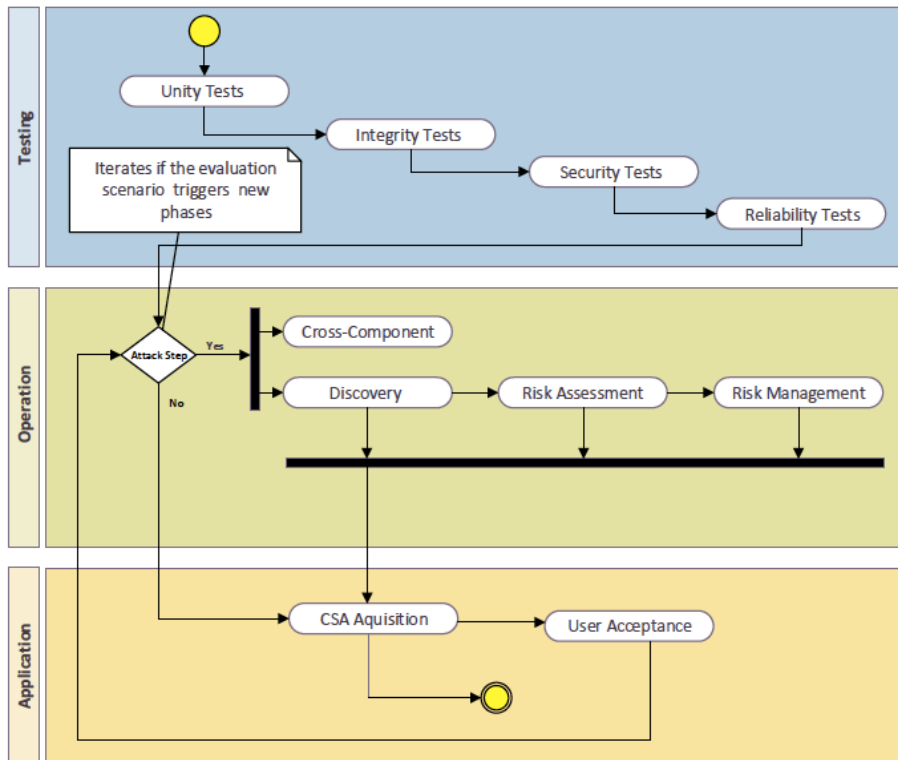 Testing
Unity Tests
Integrity Tests
Security Tests
Reliability Tests
Iterates if the evaluation
scenario triggers new
phases
Operation
Attack Step
Yes
No
Cross-Component
Discovery
Risk Assessment
Risk Management
Application
CSA Aquisition
User Acceptance